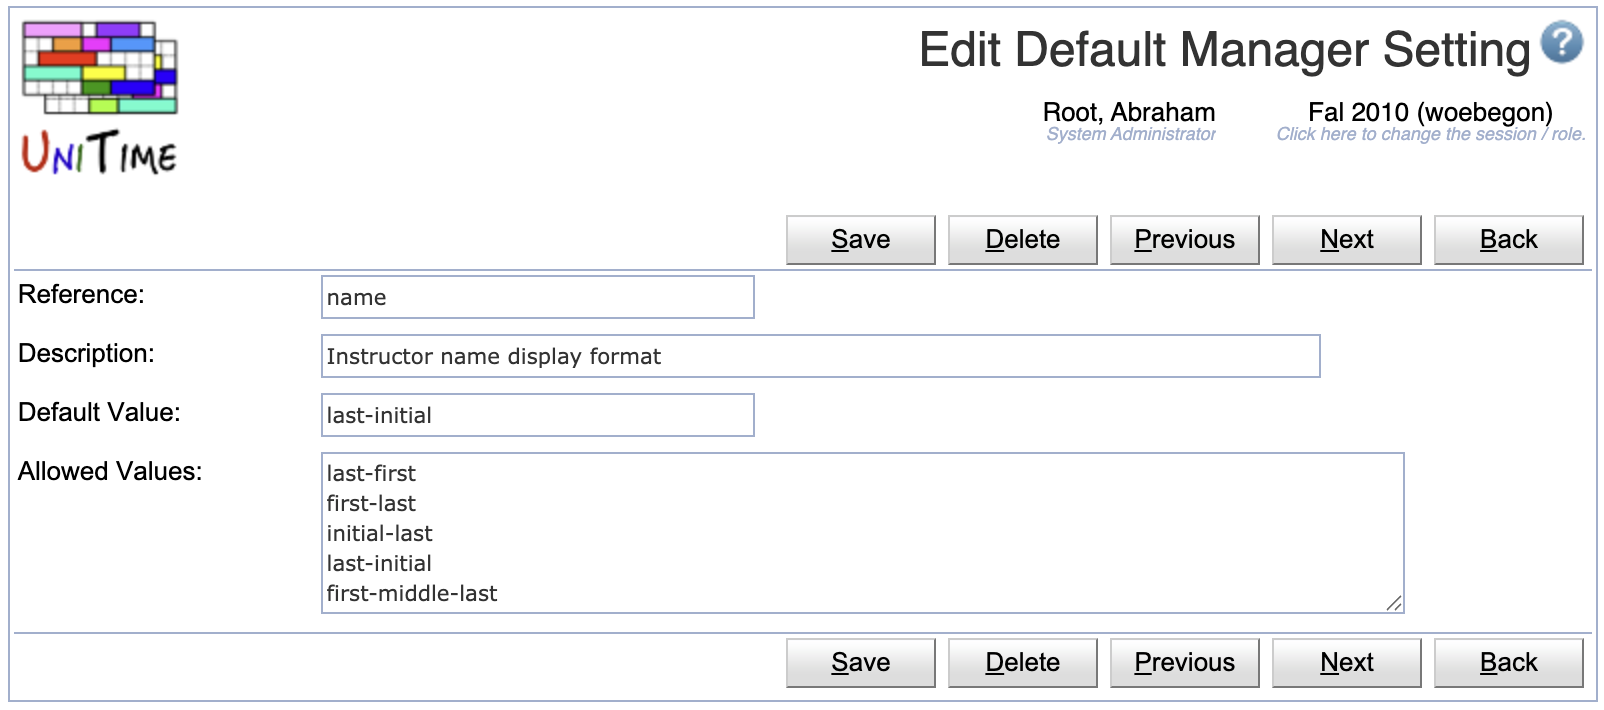 Edit Default Manager Setting ?
Root, Abraham Fal 2010 (woebegon)
System Administrator Click here to change the session / role.
UNITIME
Save Delete Previous Next Back
Reference: name
Description: Instructor name display format
Default Value: last-initial
Allowed Values: last-first
first-last
initial-last
last-initial
first-middle-last
Save Delete Previous Next Back